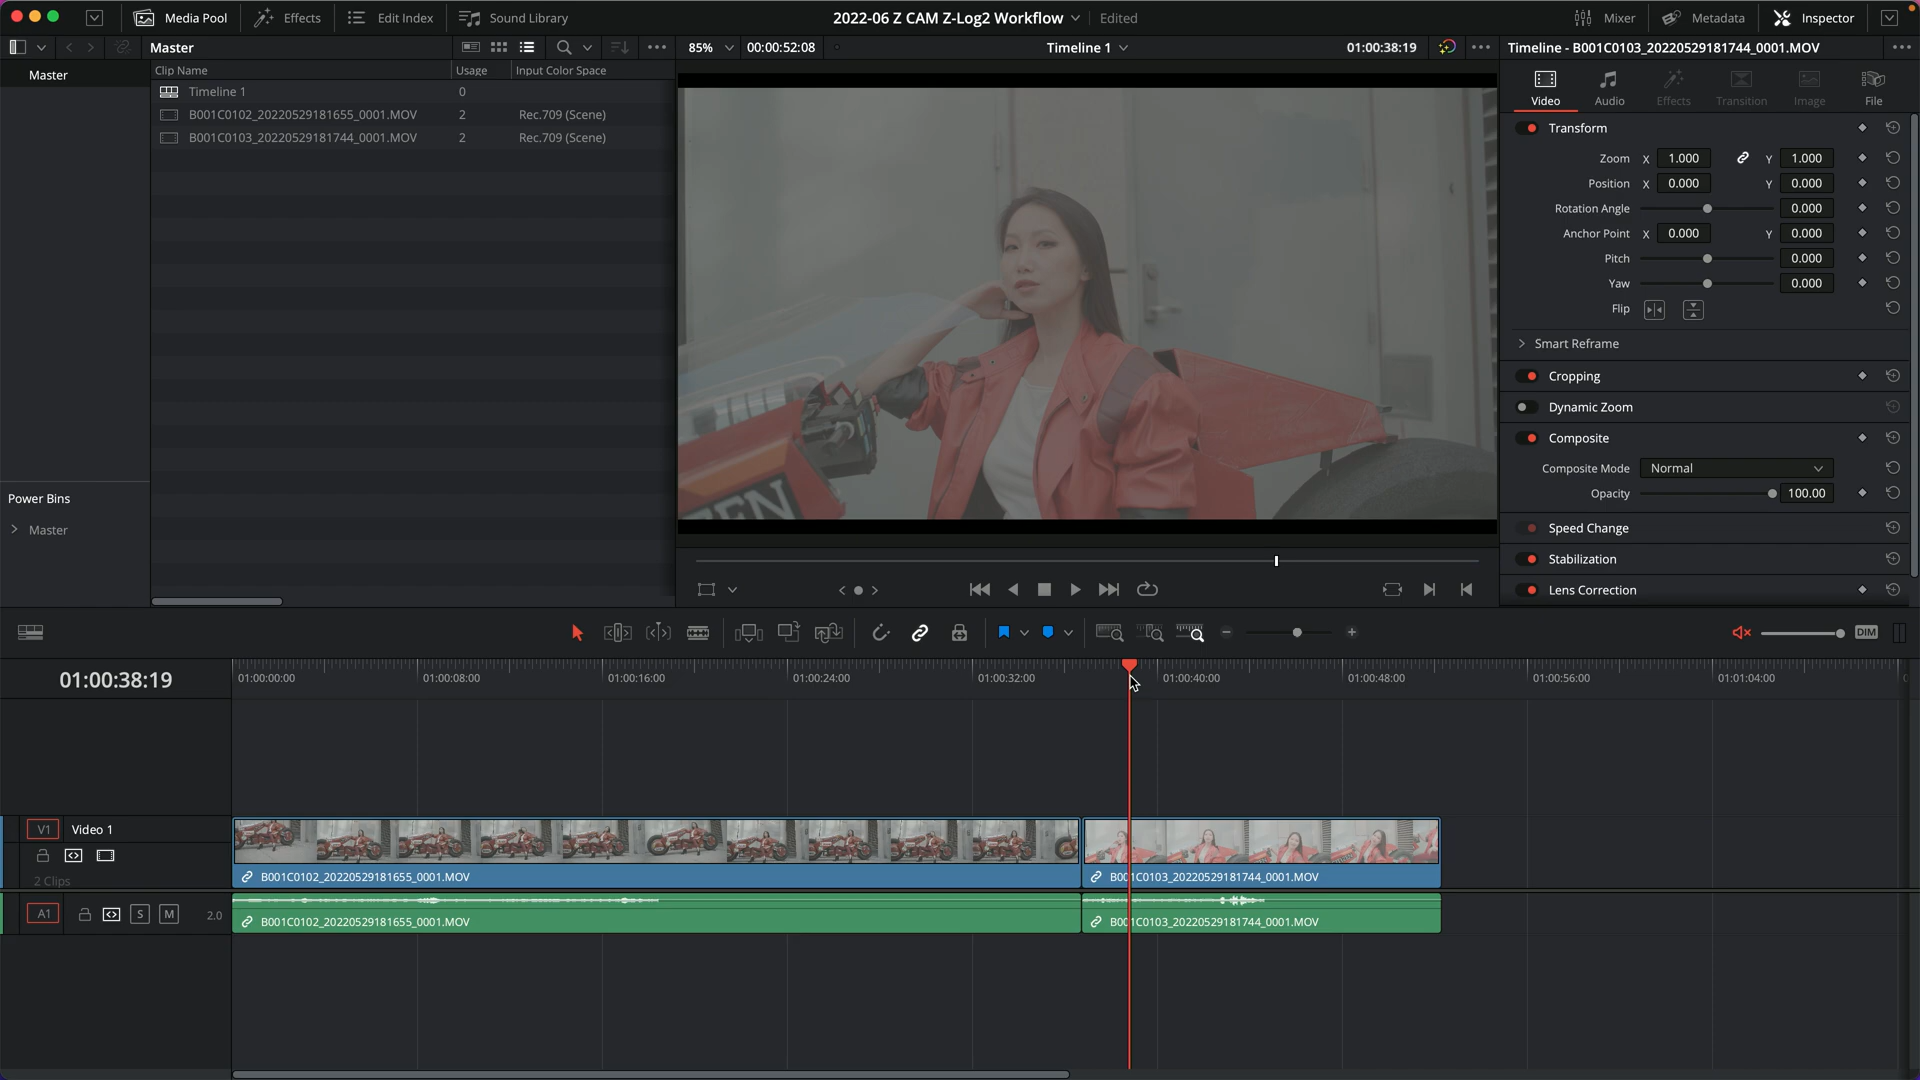 Media Pool
Effects
Edit Index
Sound Library
2022-06 Z CAM Z-Log2 Workflow
Edited
Mixer
Metadata
Inspector
Master
85%
00:00:52:08
Timeline 1
01:00:38:19
Timeline - B001C0103_20220529181744_0001.MOV
Master
Clip Name
Usage
Input Color Space
Timeline 1
0
B001C0102_20220529181655_0001.MOV
2
Rec.709 (Scene)
B001C0103_20220529181744_0001.MOV
2
Rec.709 (Scene)
Power Bins
Master
Video
Audio
Effects
Transition
Image
File
Transform
Zoom X 1.000 Y 1.000
Position X 0.000 Y 0.000
Rotation Angle 0.000
Anchor Point X 0.000 Y 0.000
Pitch 0.000
Yaw 0.000
Flip
Smart Reframe
Cropping
Dynamic Zoom
Composite
Composite Mode Normal
Opacity 100.00
Speed Change
Stabilization
Lens Correction
DIM
01:00:38:19
01:00:00:00
01:00:08:00
01:00:16:00
01:00:24:00
01:00:32:00
01:00:40:00
01:00:48:00
01:00:56:00
01:01:04:00
V1 Video 1
2 Clips
B001C0102_20220529181655_0001.MOV
B001C0103_20220529181744_0001.MOV
A1 S M 2.0
B001C0102_20220529181655_0001.MOV
B001C0103_20220529181744_0001.MOV